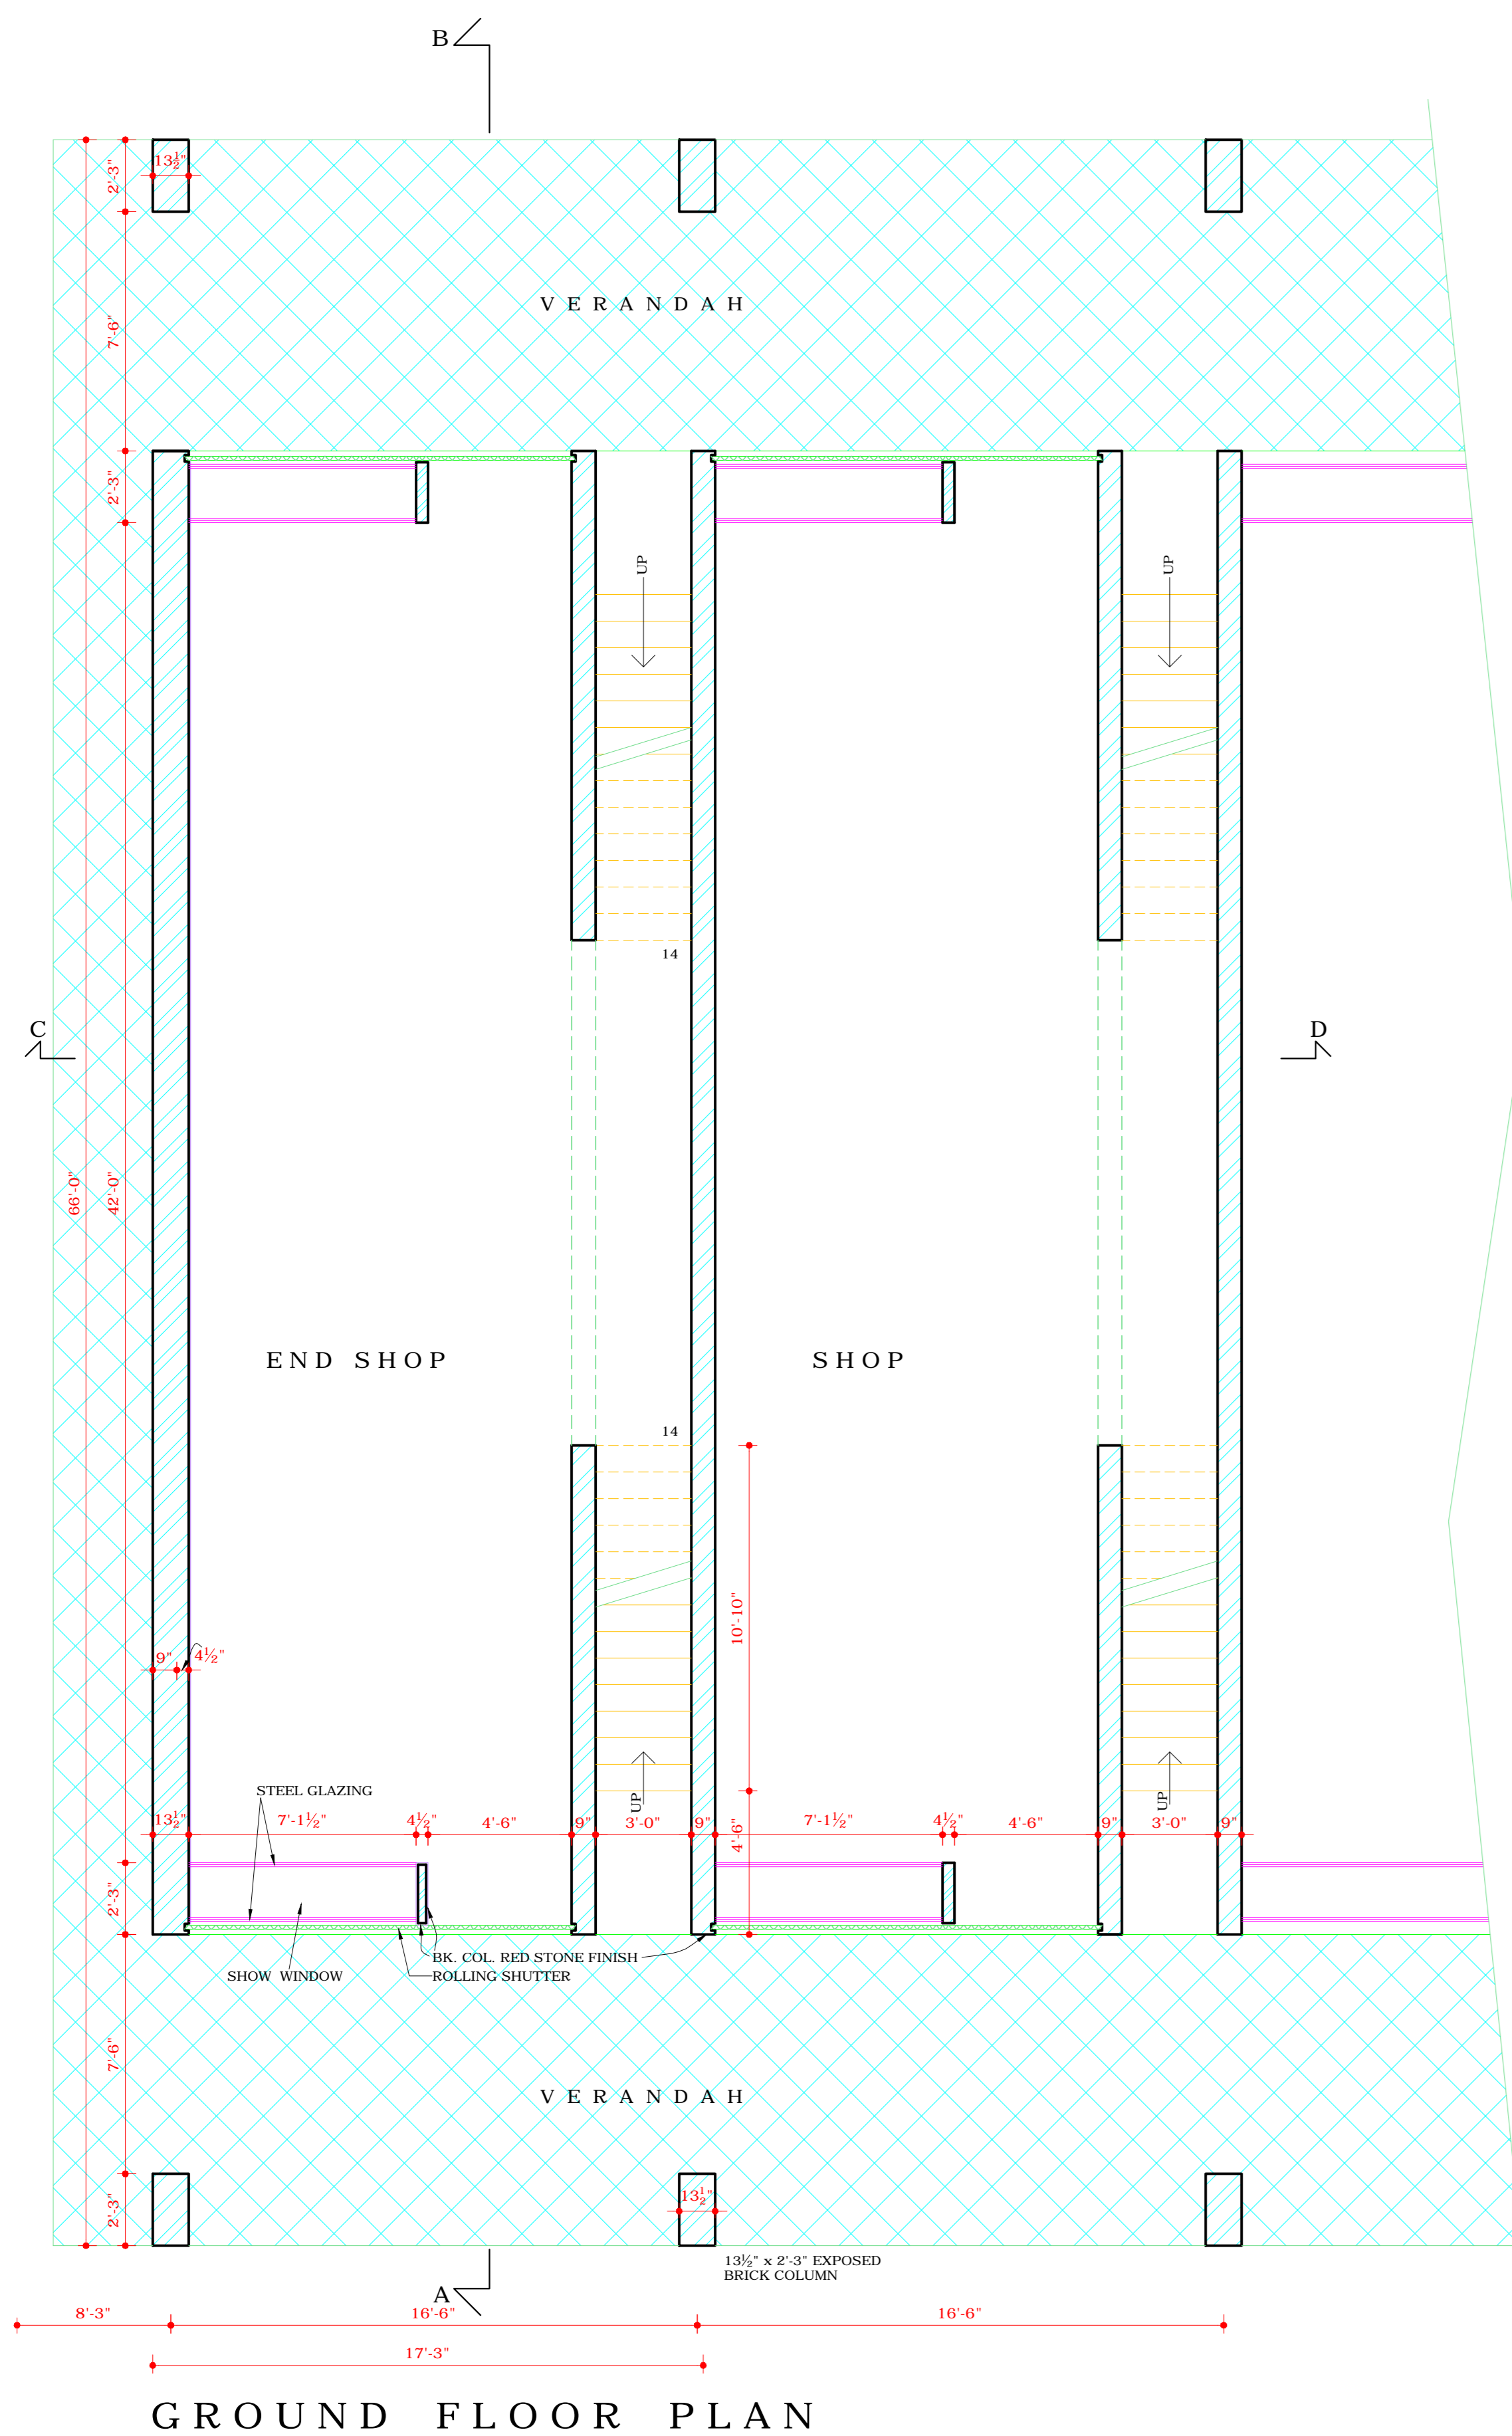 B
13½"
2'-3"
VERANDAH
7'-6"
2'-3"
UP
UP
14
C
D
66'-0"
42'-0"
END SHOP
SHOP
14
10'-10"
9"
4½"
STEEL GLAZING
UP
UP
13½"
7'-1½"
4½"
4'-6"
9"
3'-0"
9"
4'-6"
7'-1½"
4½"
4'-6"
9"
3'-0"
9"
2'-3"
BK. COL. RED STONE FINISH
SHOW WINDOW
ROLLING SHUTTER
7'-6"
VERANDAH
2'-3"
13½"
13½" x 2'-3" EXPOSED
BRICK COLUMN
A
8'-3"
16'-6"
16'-6"
17'-3"
GROUND FLOOR PLAN